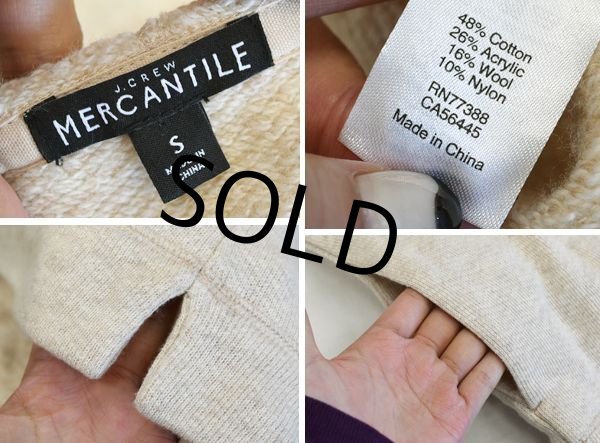 J.CREW
MERCANTILE
S
MADE IN
CHINA
48% Cotton
26% Acrylic
16% Wool
10% Nylon
RN77388
CA56445
Made in China
SOLD